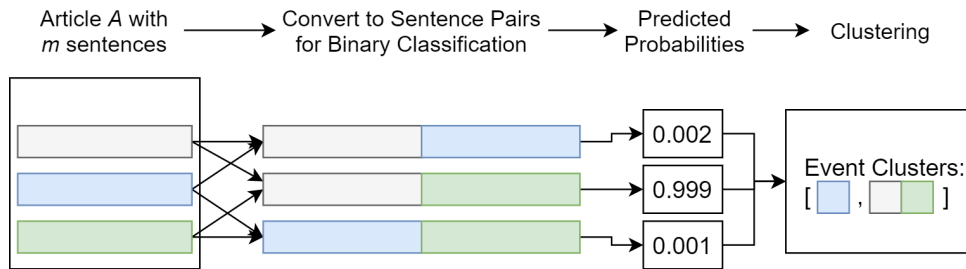 Article A with
m sentences
Convert to Sentence Pairs
for Binary Classification
Predicted
Probabilities
Clustering
0.002
0.999
0.001
Event Clusters:
[ , ]